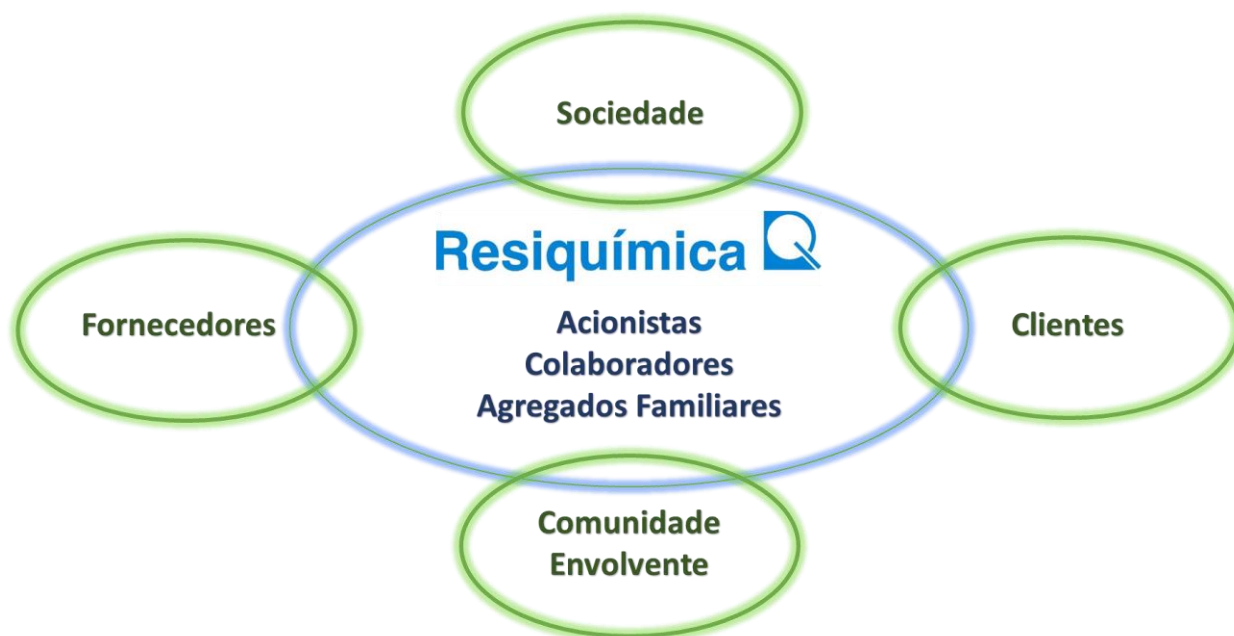 Sociedade
Resiquímica
Fornecedores
Acionistas
Colaboradores
Agregados Familiares
Clientes
Comunidade
Envolvente